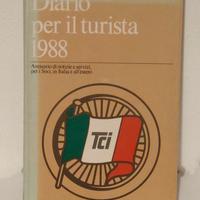 Diario
per il turista
1988
Annuario di notizie e servizi,
per i Soci, in Italia e all'estero
Tci